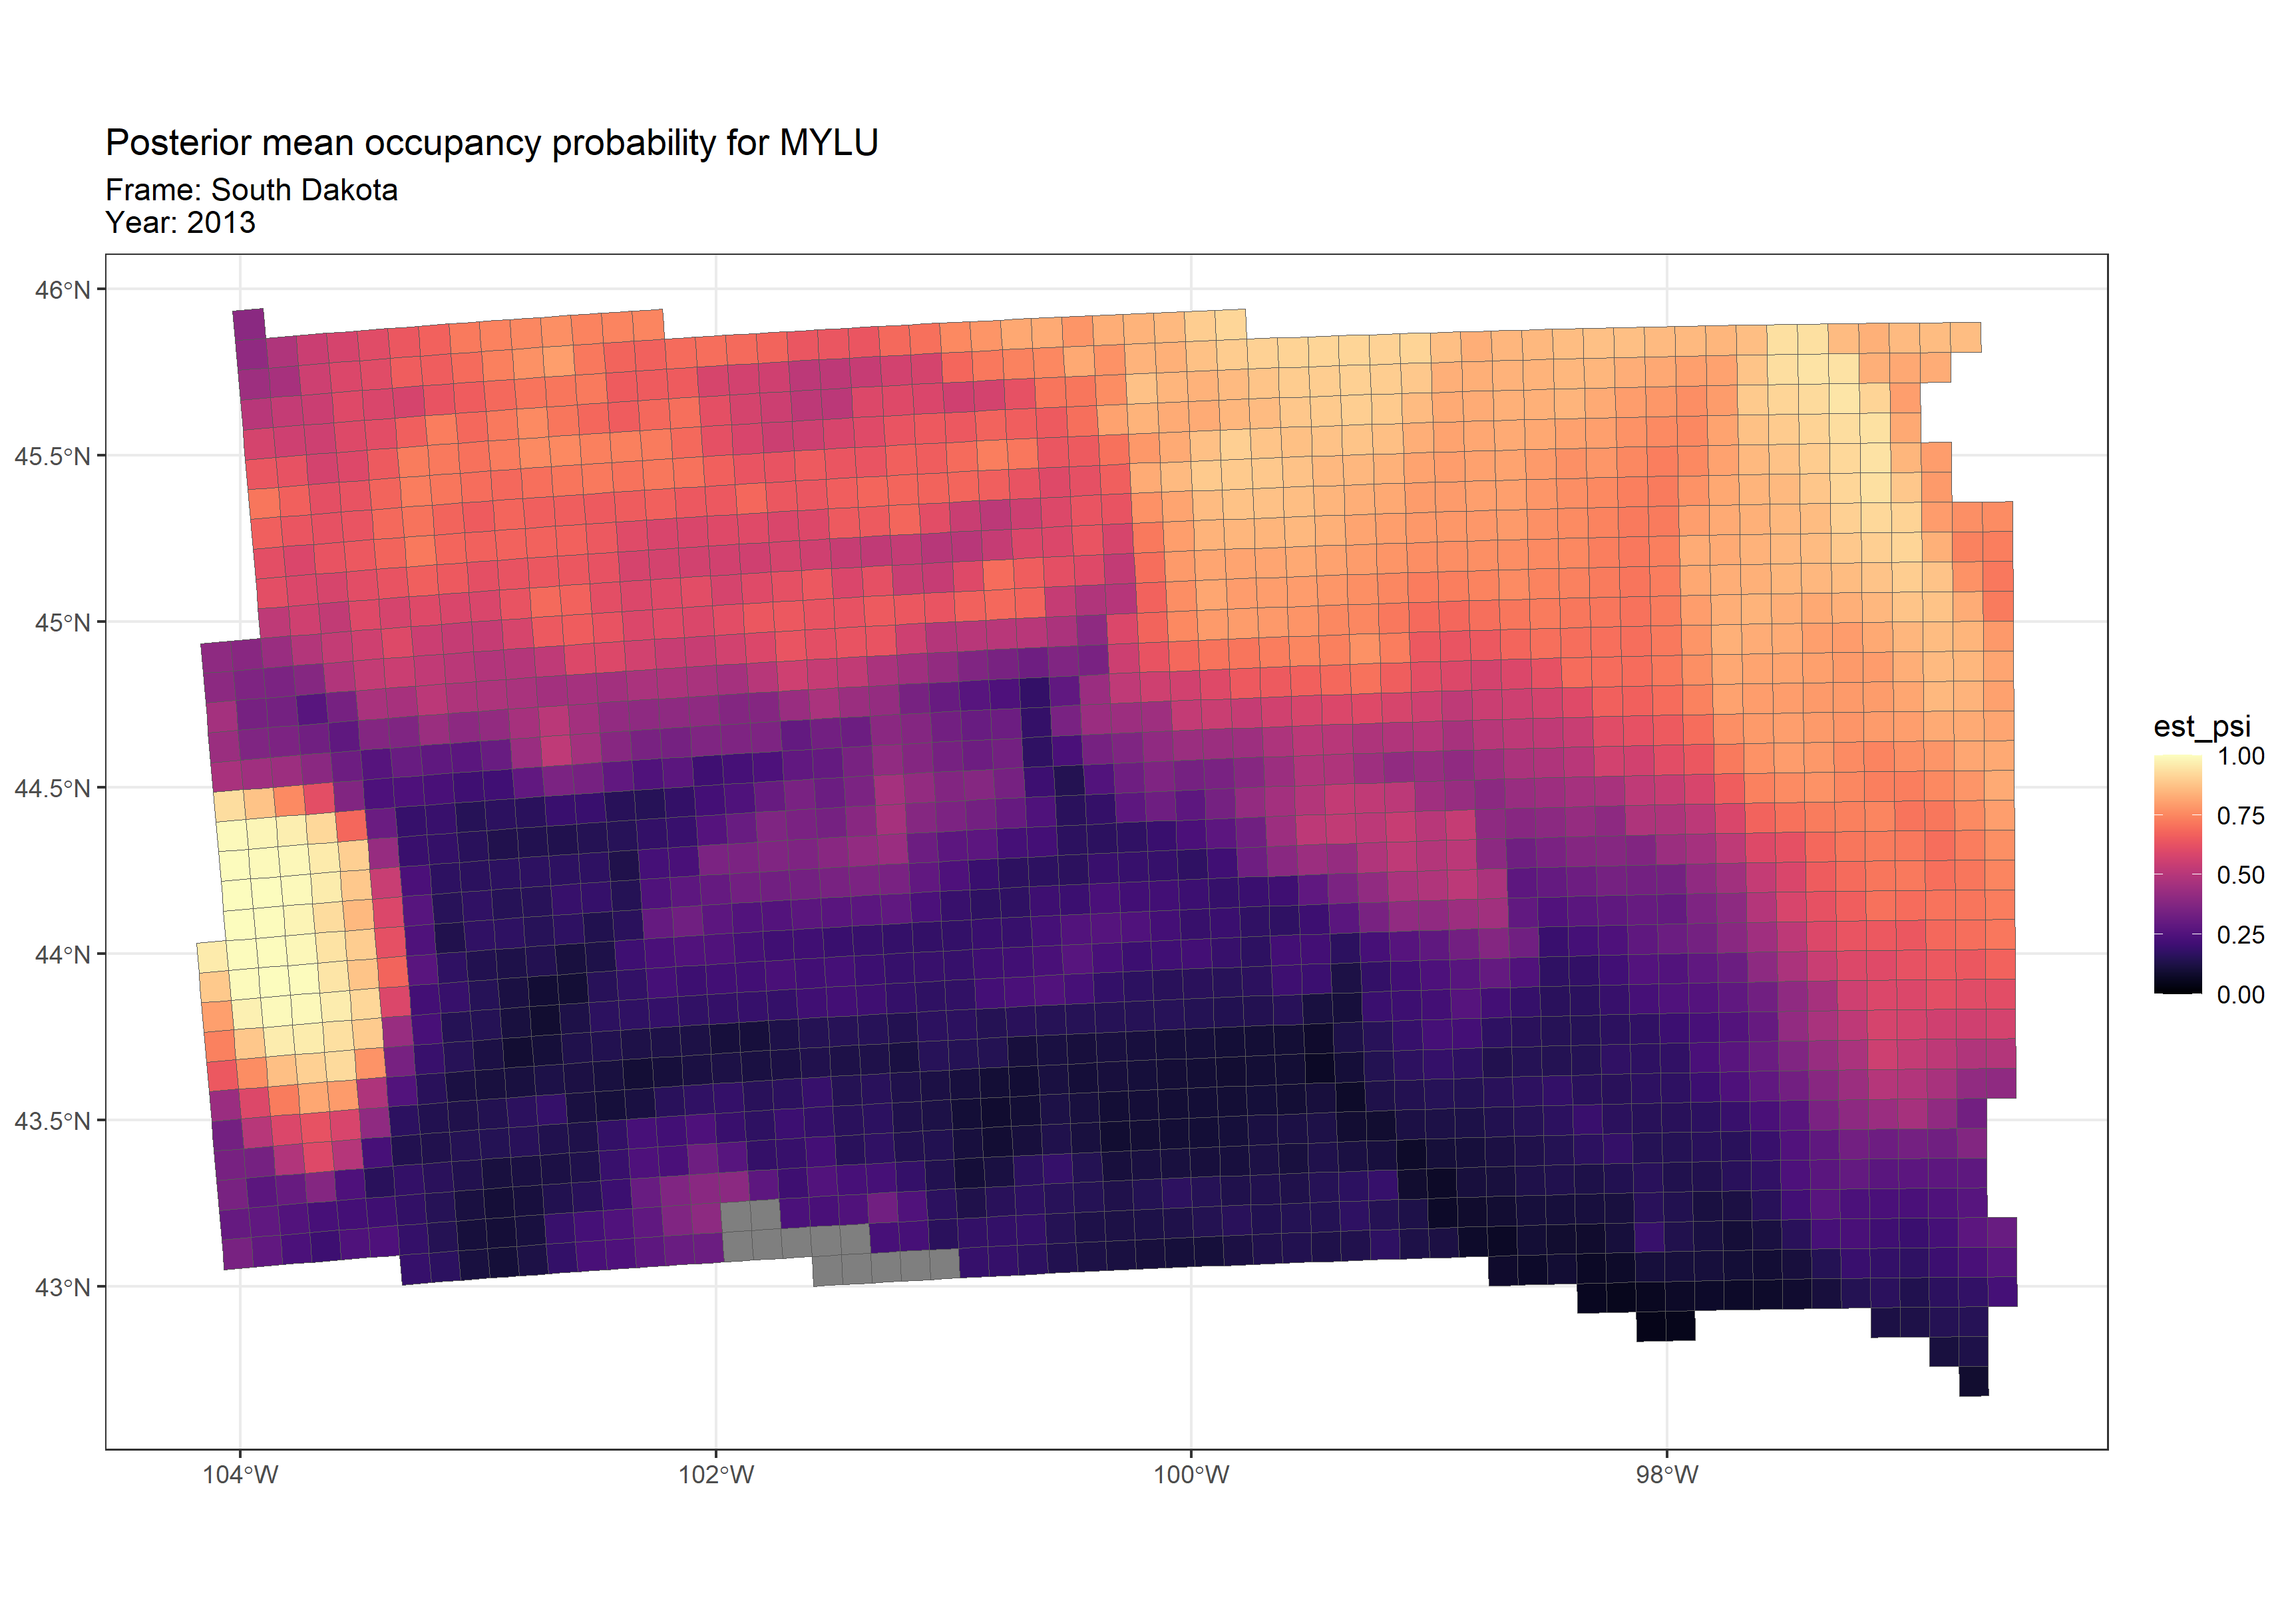 Posterior mean occupancy probability for MYLU
Frame: South Dakota
Year: 2013
46°N
45.5°N
45°N
44.5°N
44°N
43.5°N
43°N
104°W
102°W
100°W
98°W
est_psi
1.00
0.75
0.50
0.25
0.00